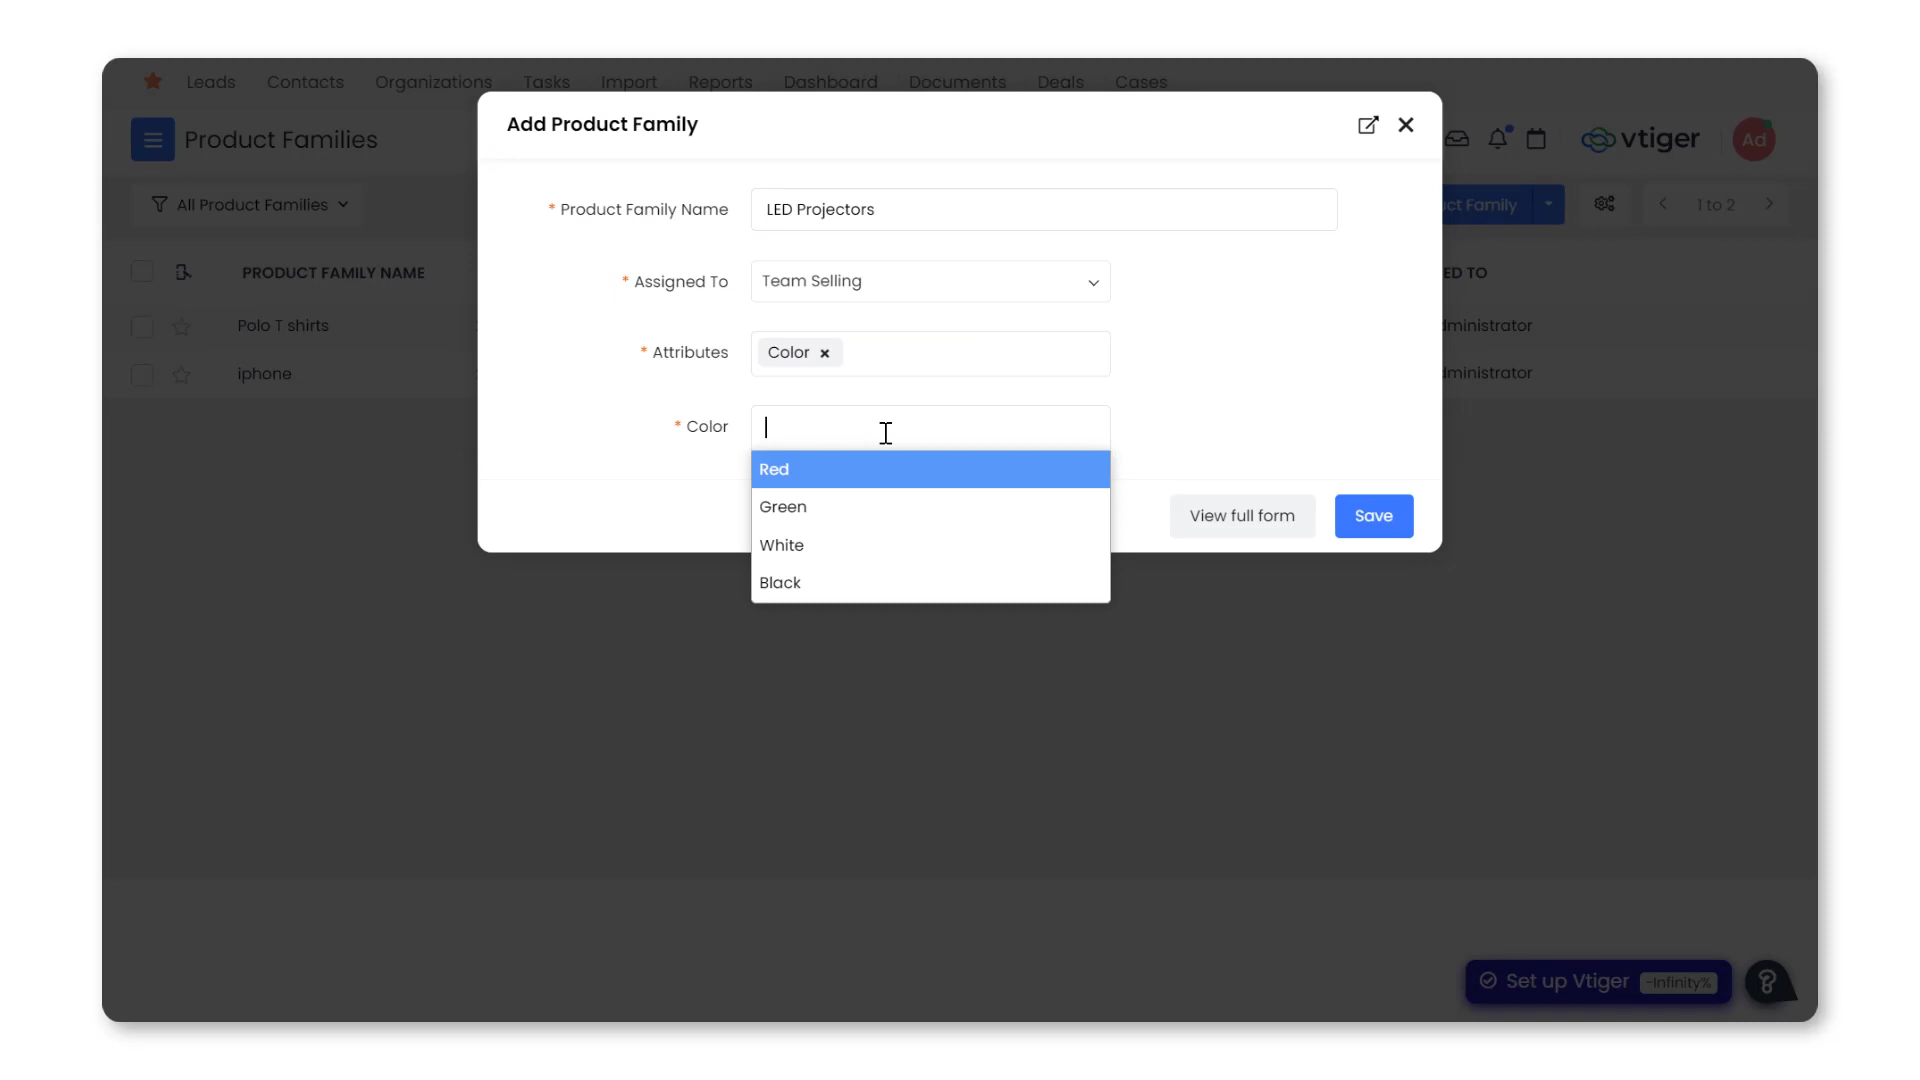 Leads Contacts Organizations Tasks Import Reports Dashboard Documents Deals Cases
Product Families
vtiger
Ad
All Product Families
ct Family
1 to 2
PRODUCT FAMILY NAME
ED TO
Polo T shirts
dministrator
iphone
dministrator
Add Product Family
* Product Family Name
LED Projectors
* Assigned To
Team Selling
* Attributes
Color ×
* Color
Red
Green
White
Black
View full form
Save
Set up Vtiger -Infinity%
?